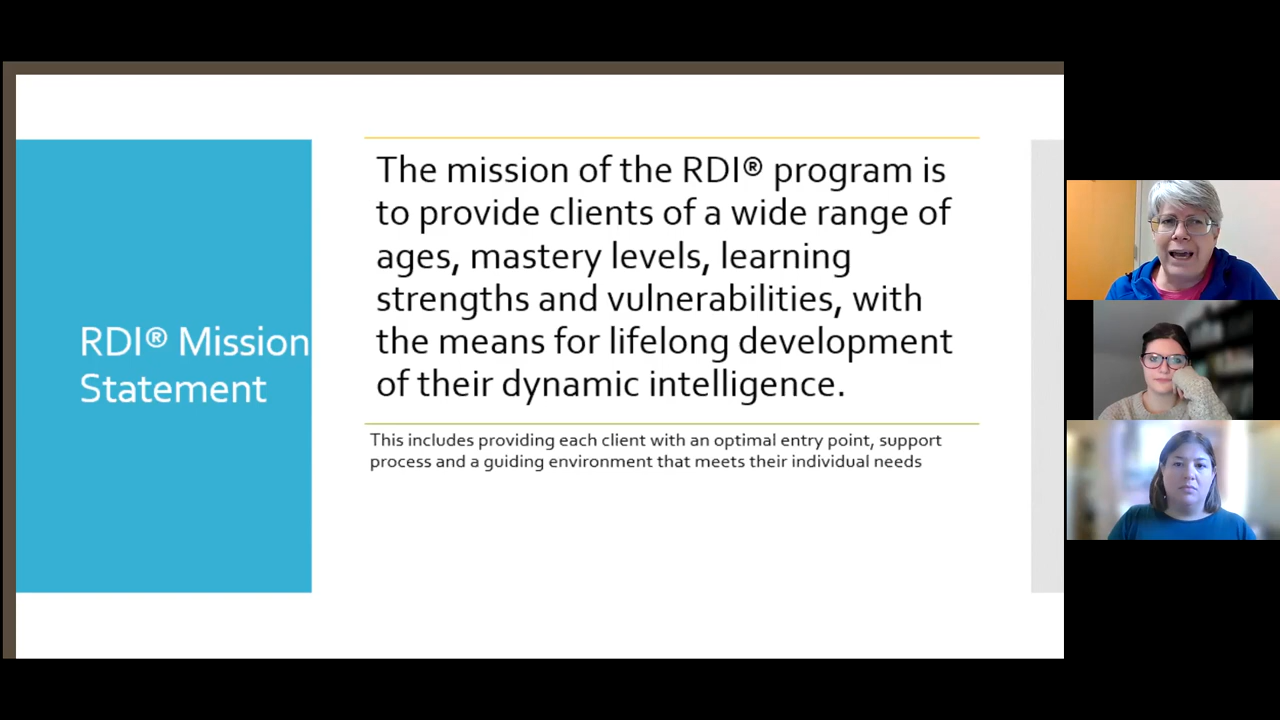 RDI® Mission
Statement
The mission of the RDI® program is
to provide clients of a wide range of
ages, mastery levels, learning
strengths and vulnerabilities, with
the means for lifelong development
of their dynamic intelligence.
This includes providing each client with an optimal entry point, support
process and a guiding environment that meets their individual needs